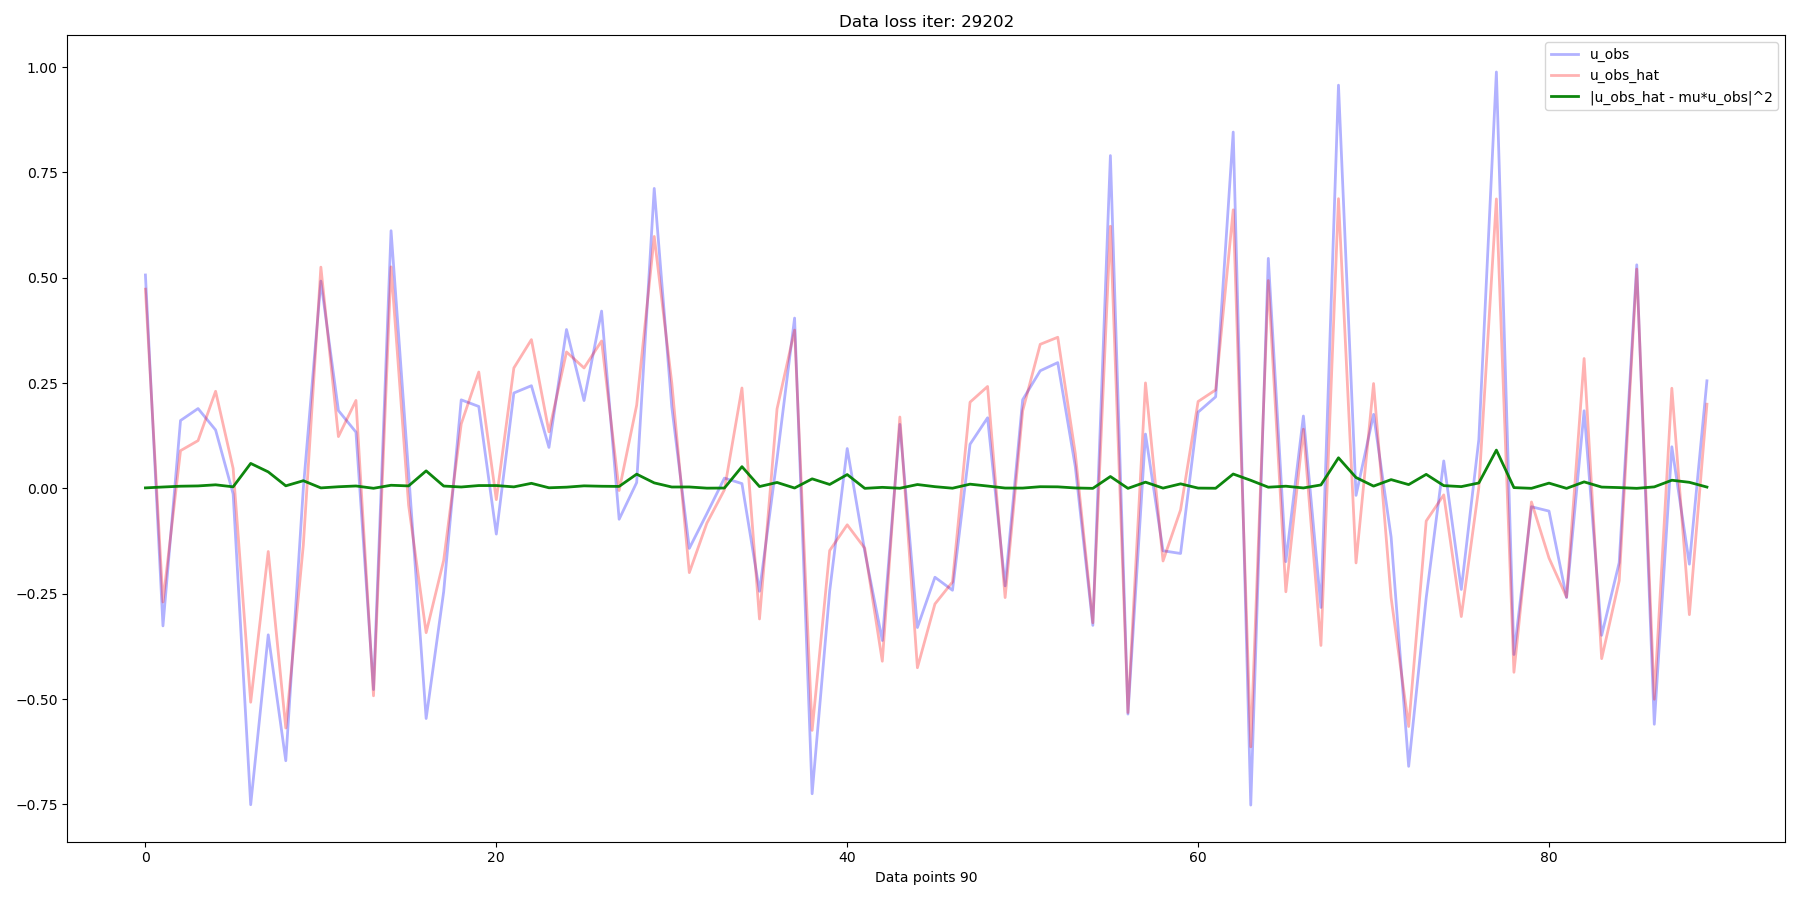 Data loss iter: 29202
u_obs
u_obs_hat
|u_obs_hat - mu*u_obs|^2
1.00
0.75
0.50
0.25
0.00
−0.25
−0.50
−0.75
0 20 40 60 80
Data points 90